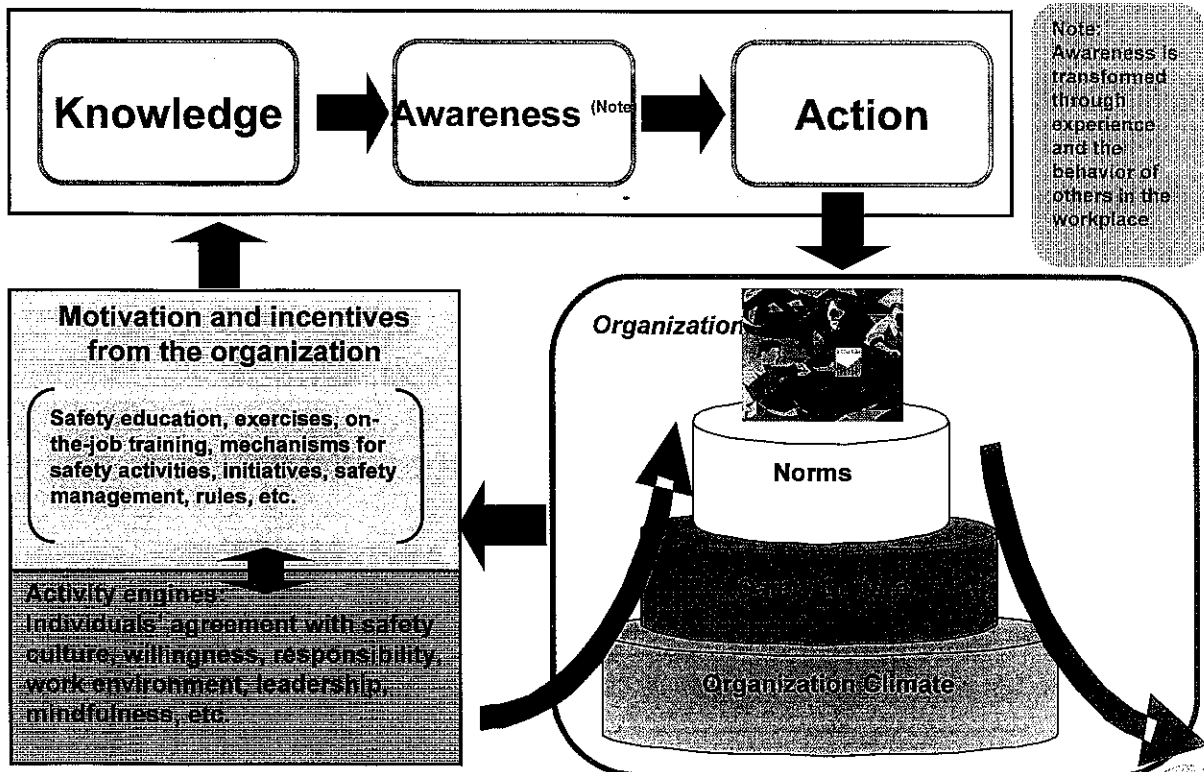 Knowledge
Awareness (Note
Action
Note:
Awareness is
transformed
through
experience
and the
behavior of
others in the
workplace
Motivation and incentives
from the organization
Safety education, exercises, on-
the-job training, mechanisms for
safety activities, initiatives, safety
management, rules, etc.
Activity engines:
Individuals' agreement with safety
culture, willingness, responsibility,
work environment, leadership,
mindfulness, etc.
Organization
Norms
Organization Climate